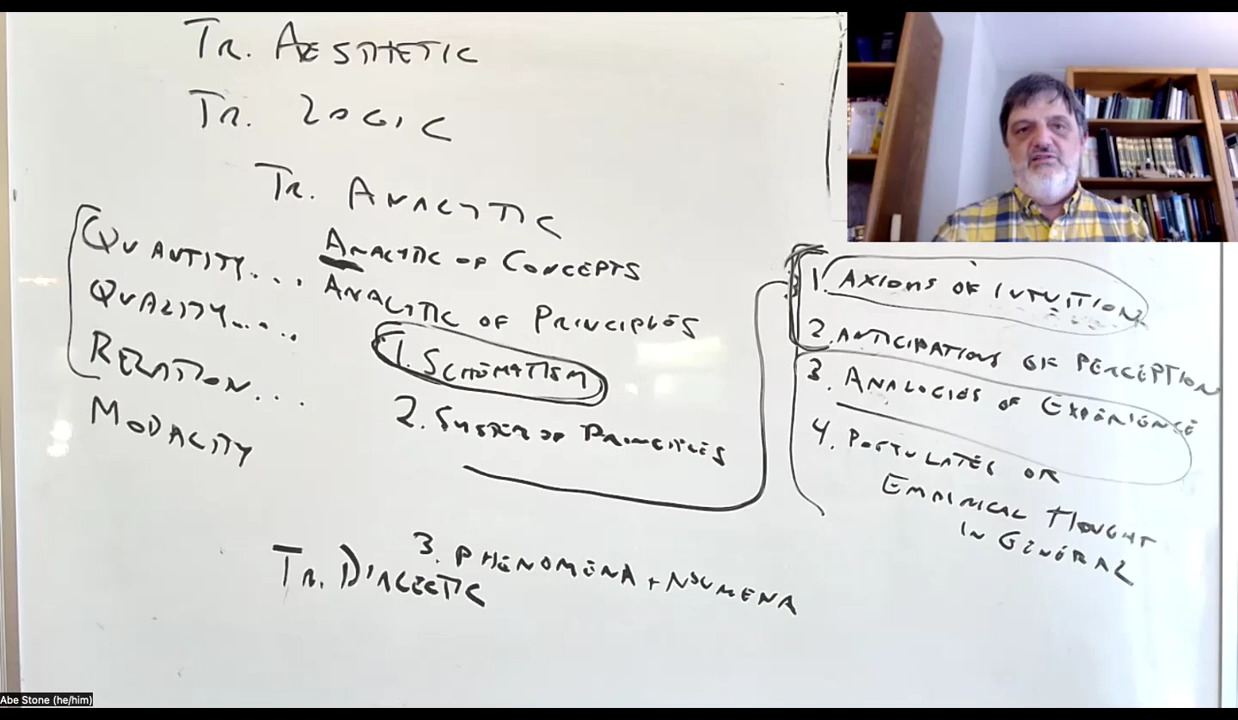 TR. AESTHETIC
TR. LOGIC
TR. ANALYTIC
QUANTITY...
QUALITY.....
RELATION...
MODALITY
ANALYTIC OF CONCEPTS
ANALYTIC OF PRINCIPLES
1. SCHEMATISM
2. SYSTEM OF PRINCIPLES
3. PHENOMENA + NOUMENA
TR. DIALECTIC
1. AXIOMS OF INTUITION
2. ANTICIPATIONS OF PERCEPTION
3. ANALOGIES OF EXPERIENCE
4. POSTULATES OF
EMPIRICAL THOUGHT
IN GENERAL
Abe Stone (he/him)